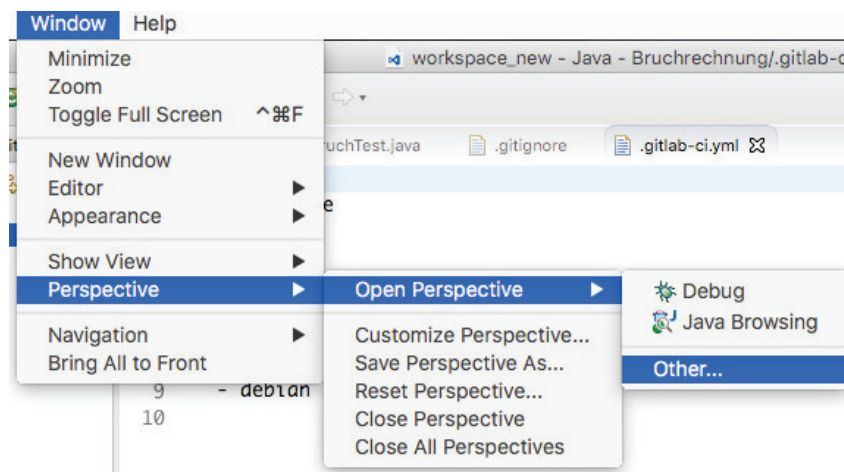 Window Help
workspace_new - Java - Bruchrechnung/.gitlab-c
Minimize
Zoom
Toggle Full Screen ^⌘F
New Window
Editor
Appearance
Show View
Perspective
Navigation
Bring All to Front
uchTest.java .gitignore .gitlab-ci.yml
e
Open Perspective
Customize Perspective...
Save Perspective As...
Reset Perspective...
Close Perspective
Close All Perspectives
Debug
Java Browsing
Other...
9 - debian
10